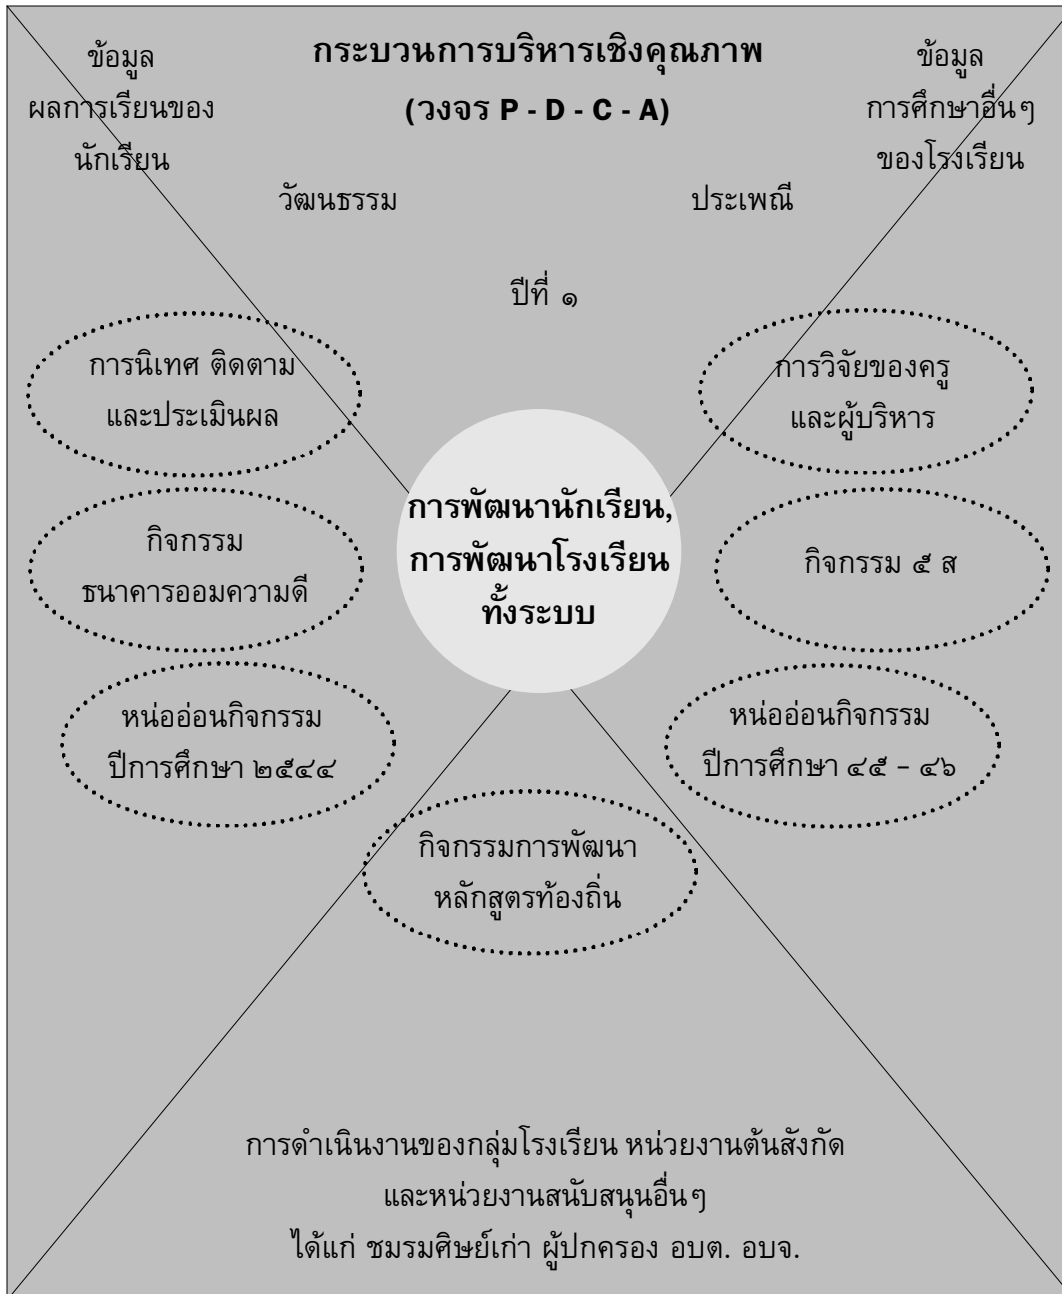 กระบวนการบริหารเชิงคุณภาพ
(วงจร P - D - C - A)
ข้อมูล
ผลการเรียนของ
นักเรียน
ข้อมูล
การศึกษาอื่นๆ
ของโรงเรียน
วัฒนธรรม
ประเพณี
ปีที่ ๑
การนิเทศ ติดตาม
และประเมินผล
การวิจัยของครู
และผู้บริหาร
การพัฒนานักเรียน,
การพัฒนาโรงเรียน
ทั้งระบบ
กิจกรรม
ธนาคารออมความดี
กิจกรรม ๕ ส
หน่ออ่อนกิจกรรม
ปีการศึกษา ๒๕๔๔
หน่ออ่อนกิจกรรม
ปีการศึกษา ๔๕ – ๔๖
กิจกรรมการพัฒนา
หลักสูตรท้องถิ่น
การดำเนินงานของกลุ่มโรงเรียน หน่วยงานต้นสังกัด
และหน่วยงานสนับสนุนอื่นๆ
ได้แก่ ชมรมศิษย์เก่า ผู้ปกครอง อบต. อบจ.